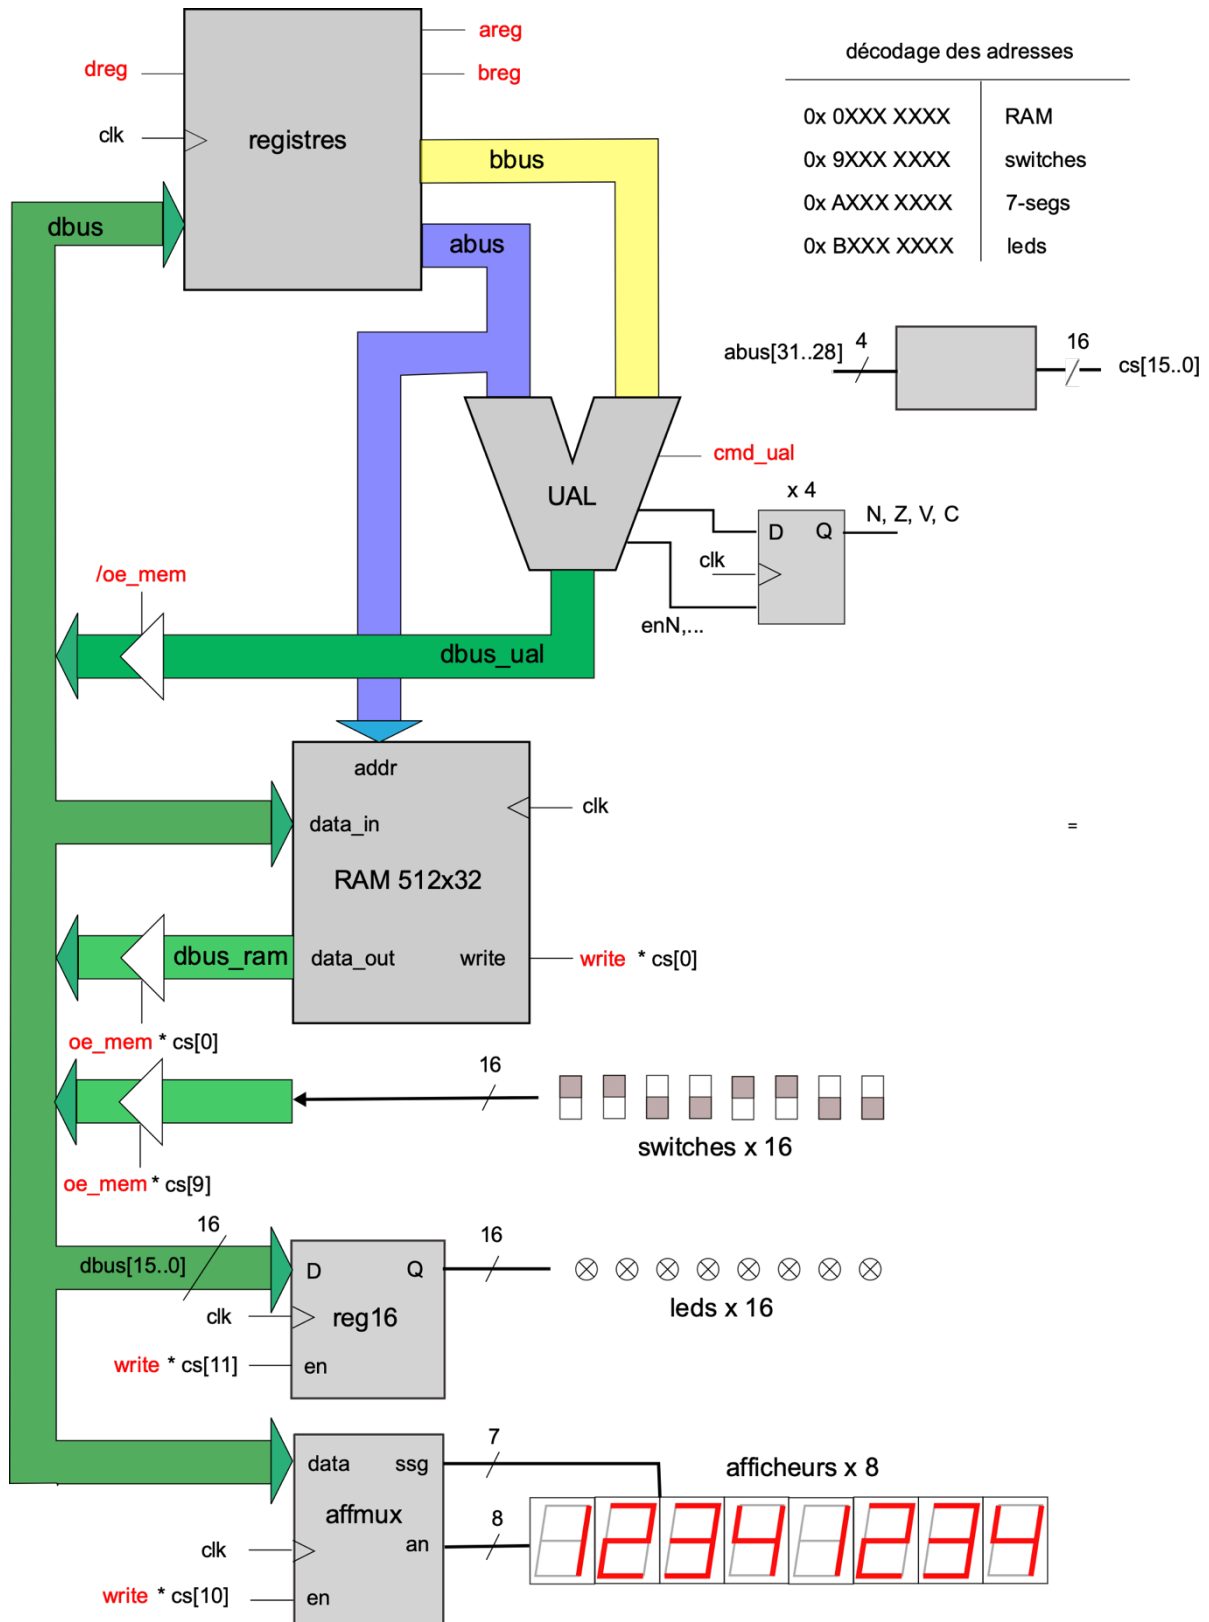 areg
dreg
breg
clk
registres
bbus
dbus
abus
décodage des adresses
0x 0XXX XXXX RAM
0x 9XXX XXXX switches
0x AXXX XXXX 7-segs
0x BXXX XXXX leds
abus[31..28]
4
16
cs[15..0]
cmd_ual
UAL
x 4
D Q
N, Z, V, C
clk
enN,...
/oe_mem
dbus_ual
addr
clk
data_in
=
RAM 512x32
dbus_ram
data_out
write
write * cs[0]
oe_mem * cs[0]
16
switches x 16
oe_mem * cs[9]
16
dbus[15..0]
D Q
16
clk
reg16
leds x 16
write * cs[11]
en
data ssg
7
afficheurs x 8
affmux
clk
an
8
12341234
write * cs[10]
en